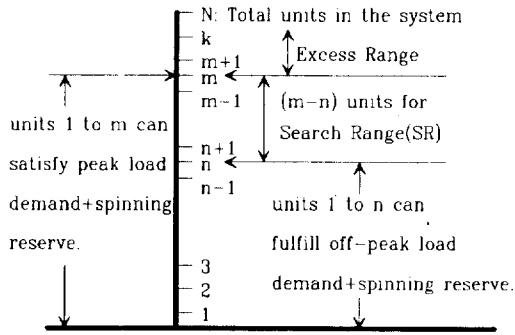 N: Total units in the system
k
Excess Range
m+1
m
m-1
(m-n) units for
Search Range(SR)
units 1 to m can
satisfy peak load
demand+spinning
reserve.
n+1
n
n-1
units 1 to n can
fulfill off-peak load
demand+spinning reserve.
3
2
1